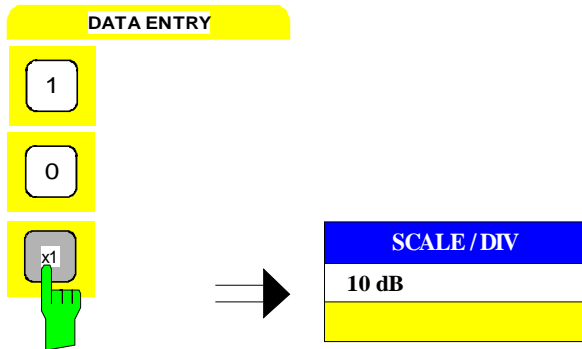 DATA ENTRY
1
0
x1
SCALE / DIV
10 dB